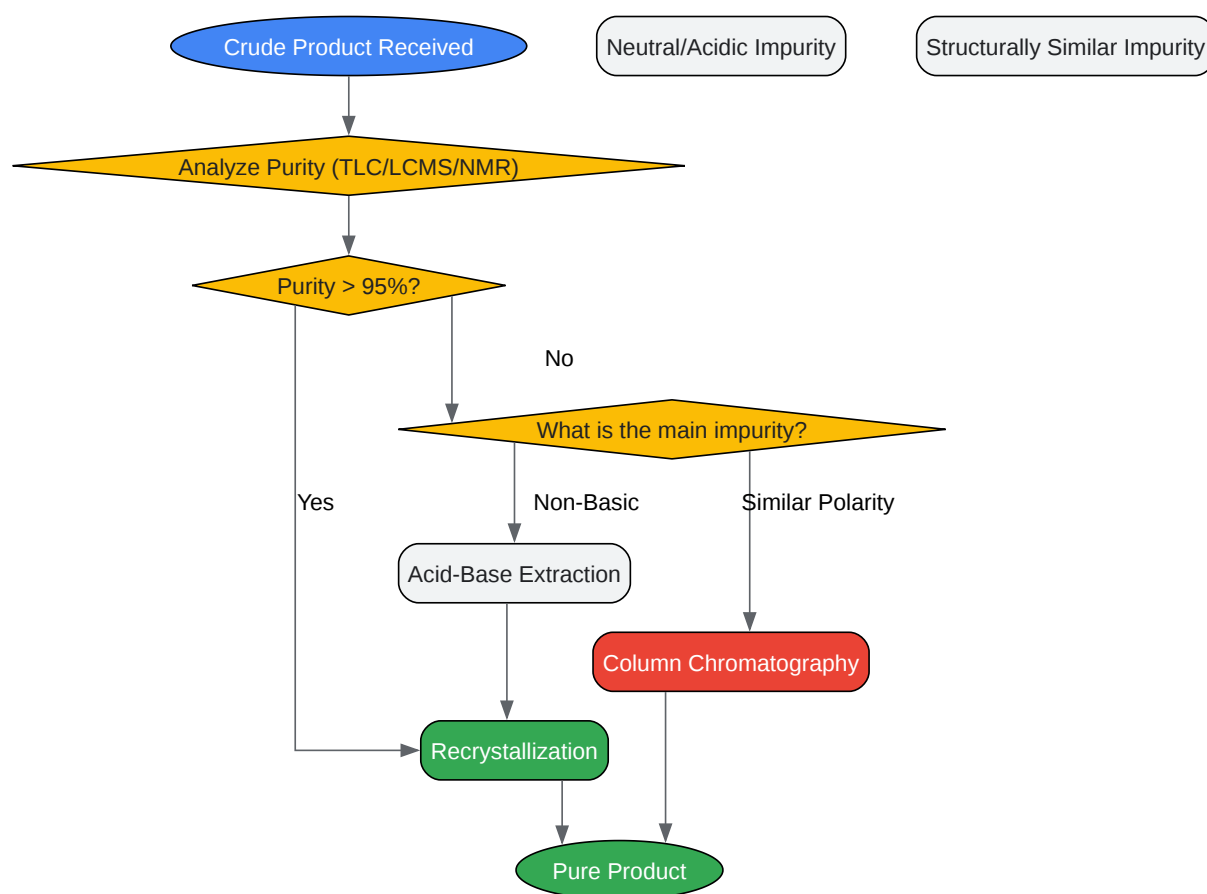 Crude Product Received
Neutral/Acidic Impurity
Structurally Similar Impurity
Analyze Purity (TLC/LCMS/NMR)
Purity > 95%?
No
What is the main impurity?
Yes
Non-Basic
Similar Polarity
Acid-Base Extraction
Column Chromatography
Recrystallization
Pure Product